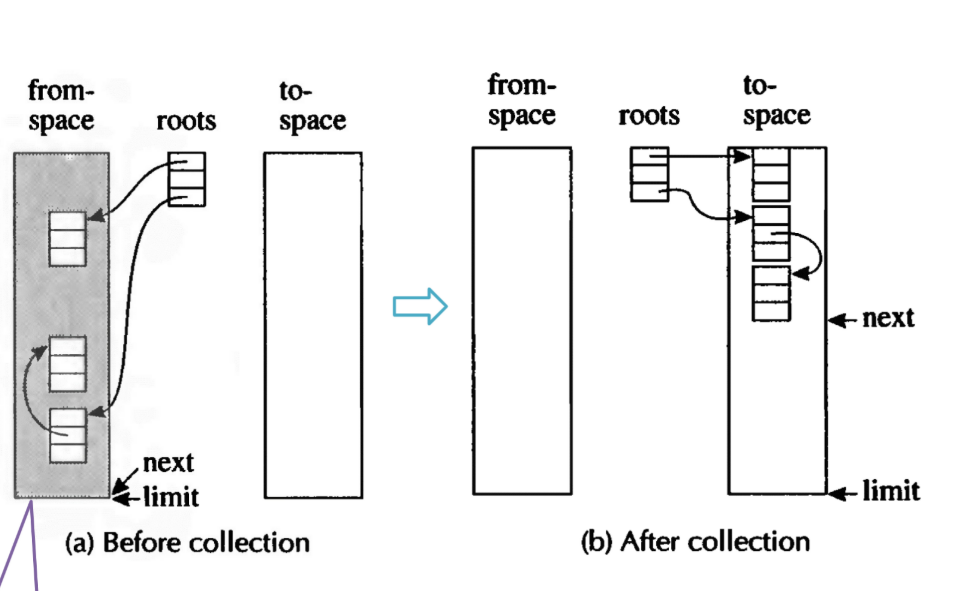 from-
space
roots
to-
space
next
limit
(a) Before collection
from-
space
roots
to-
space
next
limit
(b) After collection